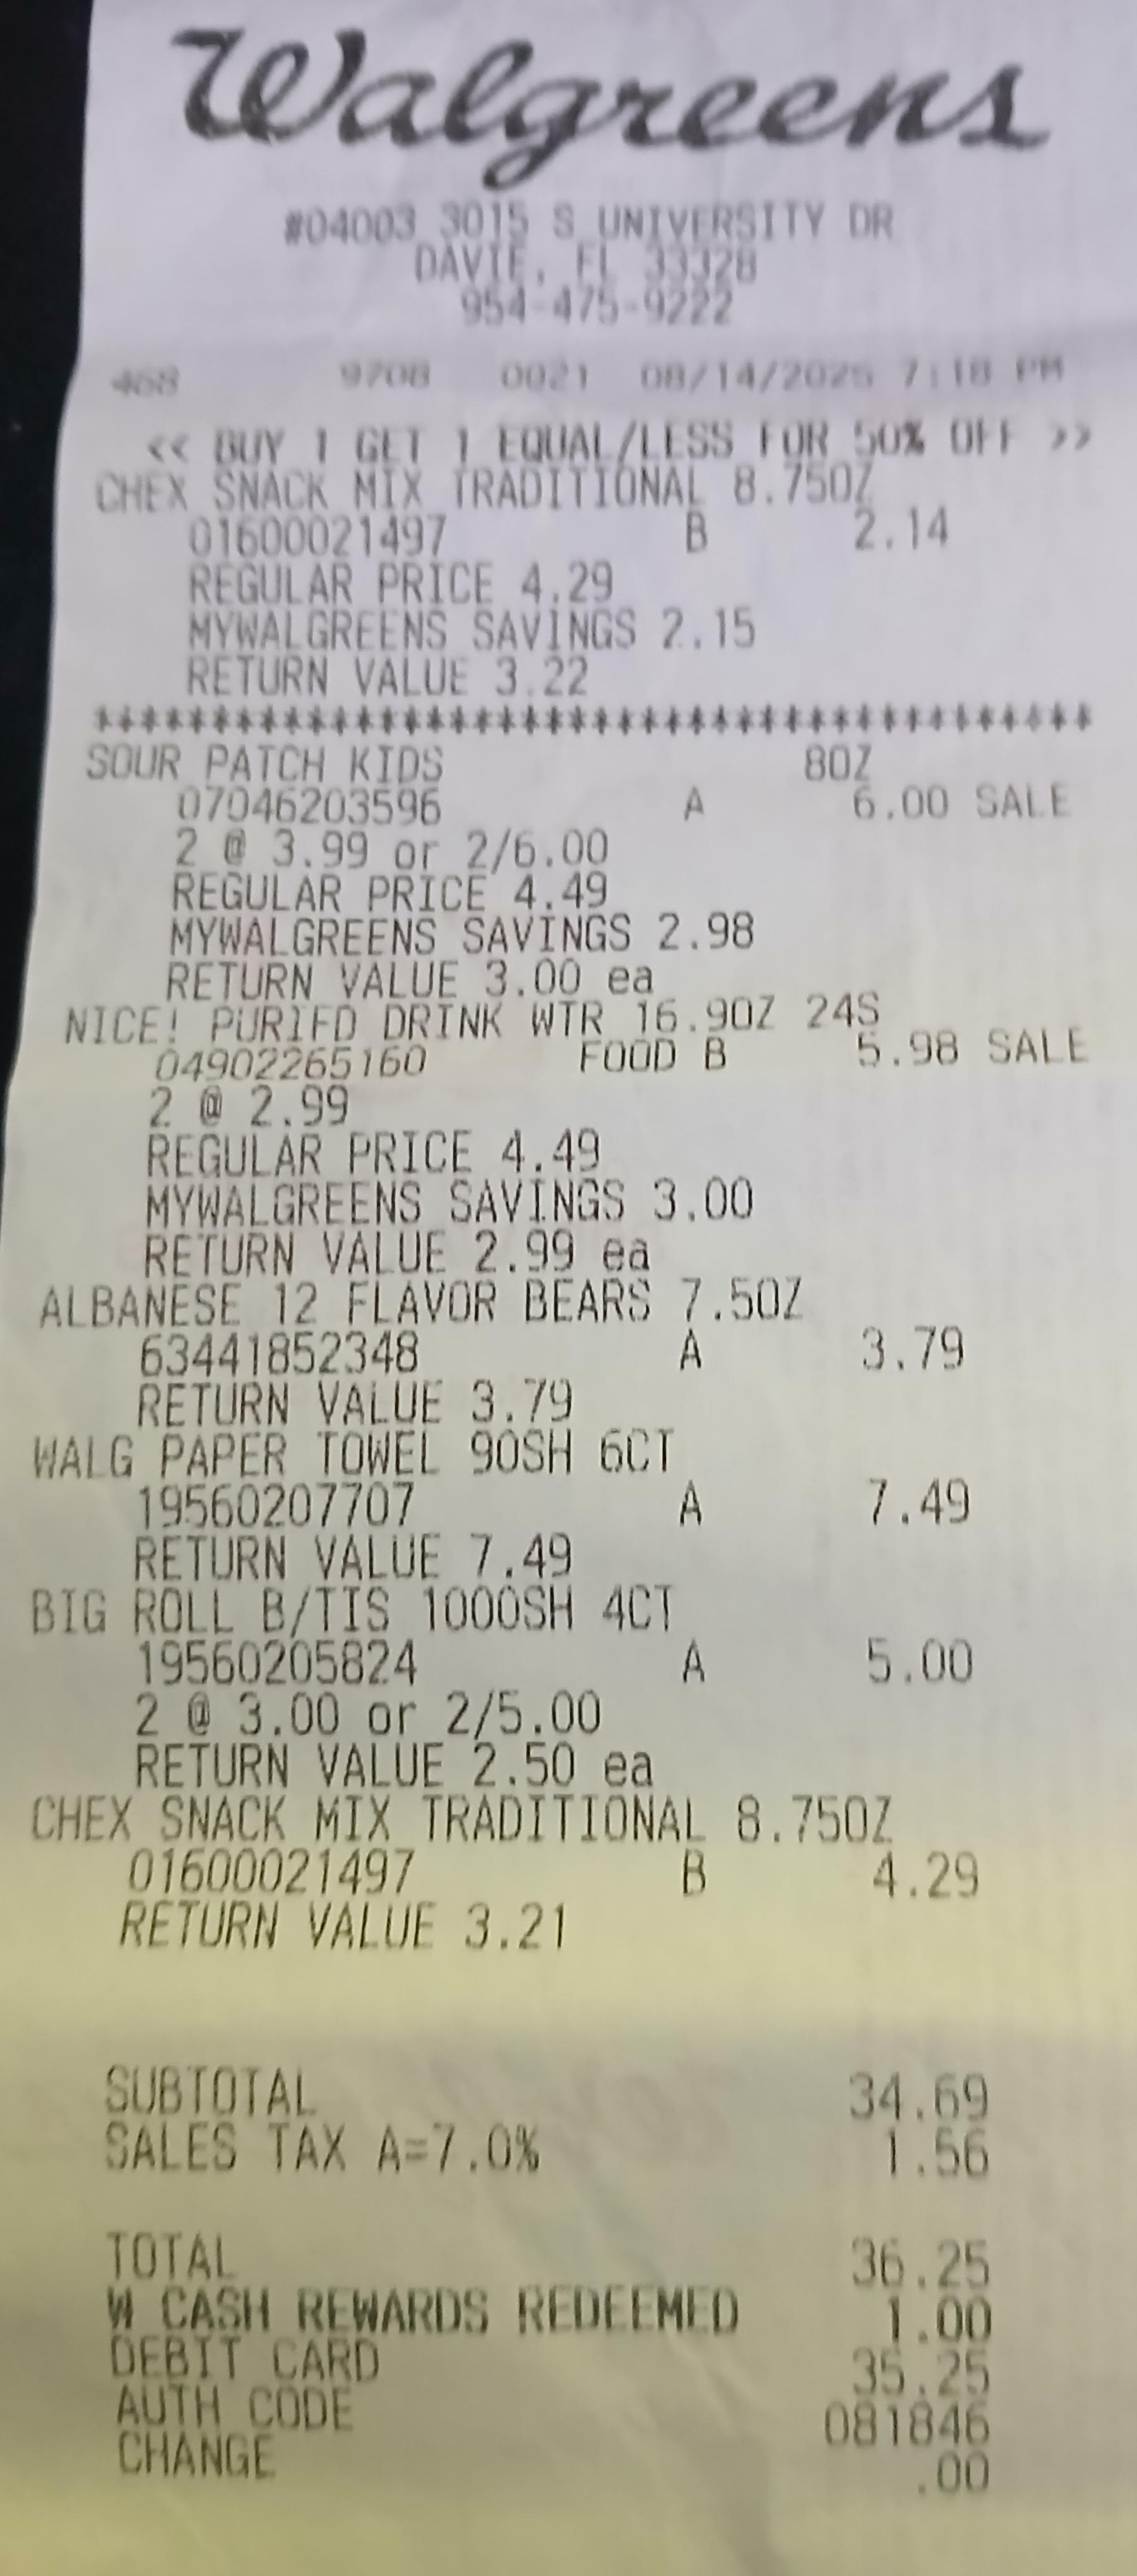 Walgreens
#04003 3015 S UNIVERSITY DR
DAVIE, FL 33328
954-475-9222
468 9708 0021 08/14/2025 7:18 PM
<< BUY 1 GET 1 EQUAL/LESS FOR 50% OFF >>
CHEX SNACK MIX TRADITIONAL 8.75OZ
01600021497 B 2.14
REGULAR PRICE 4.29
MYWALGREENS SAVINGS 2.15
RETURN VALUE 3.22
******************************************
SOUR PATCH KIDS 8OZ
07046203596 A 6.00 SALE
2 @ 3.99 or 2/6.00
REGULAR PRICE 4.49
MYWALGREENS SAVINGS 2.98
RETURN VALUE 3.00 ea
NICE! PURIFD DRINK WTR 16.9OZ 24S
04902265160 FOOD B 5.98 SALE
2 @ 2.99
REGULAR PRICE 4.49
MYWALGREENS SAVINGS 3.00
RETURN VALUE 2.99 ea
ALBANESE 12 FLAVOR BEARS 7.5OZ
63441852348 A 3.79
RETURN VALUE 3.79
WALG PAPER TOWEL 90SH 6CT
19560207707 A 7.49
RETURN VALUE 7.49
BIG ROLL B/TIS 1000SH 4CT
19560205824 A 5.00
2 @ 3.00 or 2/5.00
RETURN VALUE 2.50 ea
CHEX SNACK MIX TRADITIONAL 8.75OZ
01600021497 B 4.29
RETURN VALUE 3.21
SUBTOTAL 34.69
SALES TAX A=7.0% 1.56
TOTAL 36.25
W CASH REWARDS REDEEMED 1.00
DEBIT CARD 35.25
AUTH CODE 081846
CHANGE .00